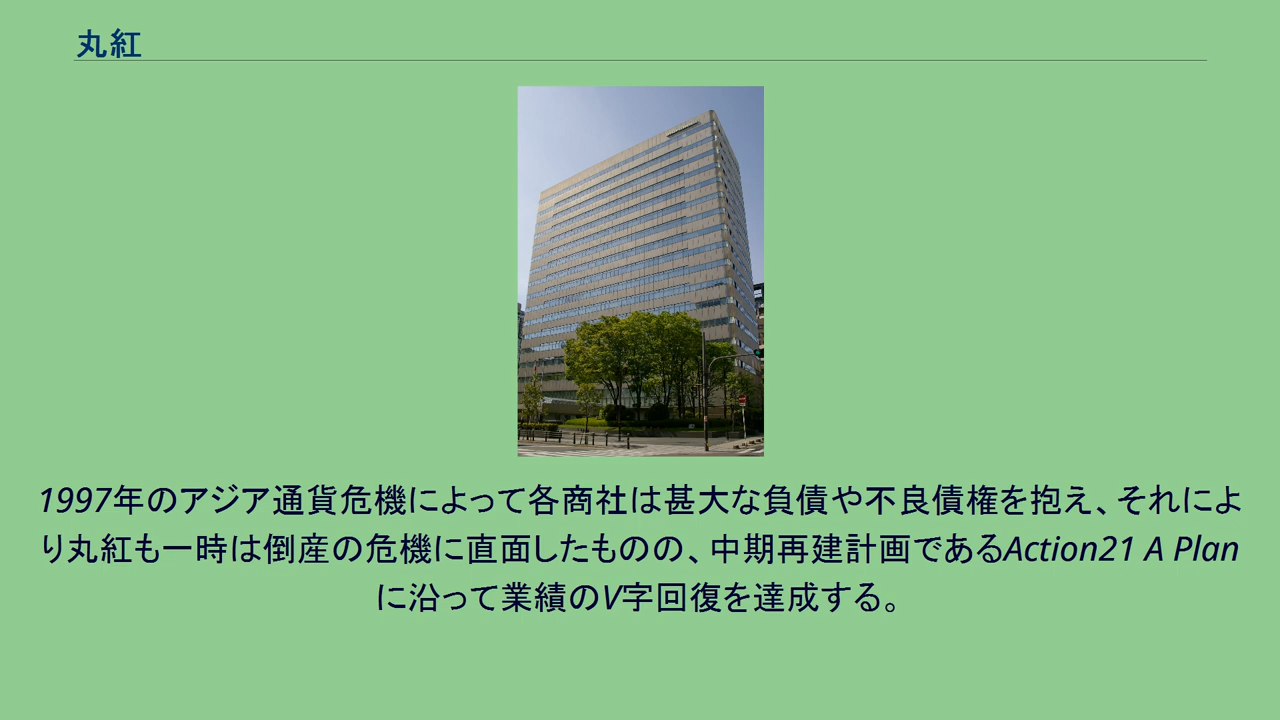 丸紅
1997年のアジア通貨危機によって各商社は甚大な負債や不良債権を抱え、それによ
り丸紅も一時は倒産の危機に直面したものの、中期再建計画であるAction21 A Plan
に沿って業績のV字回復を達成する。